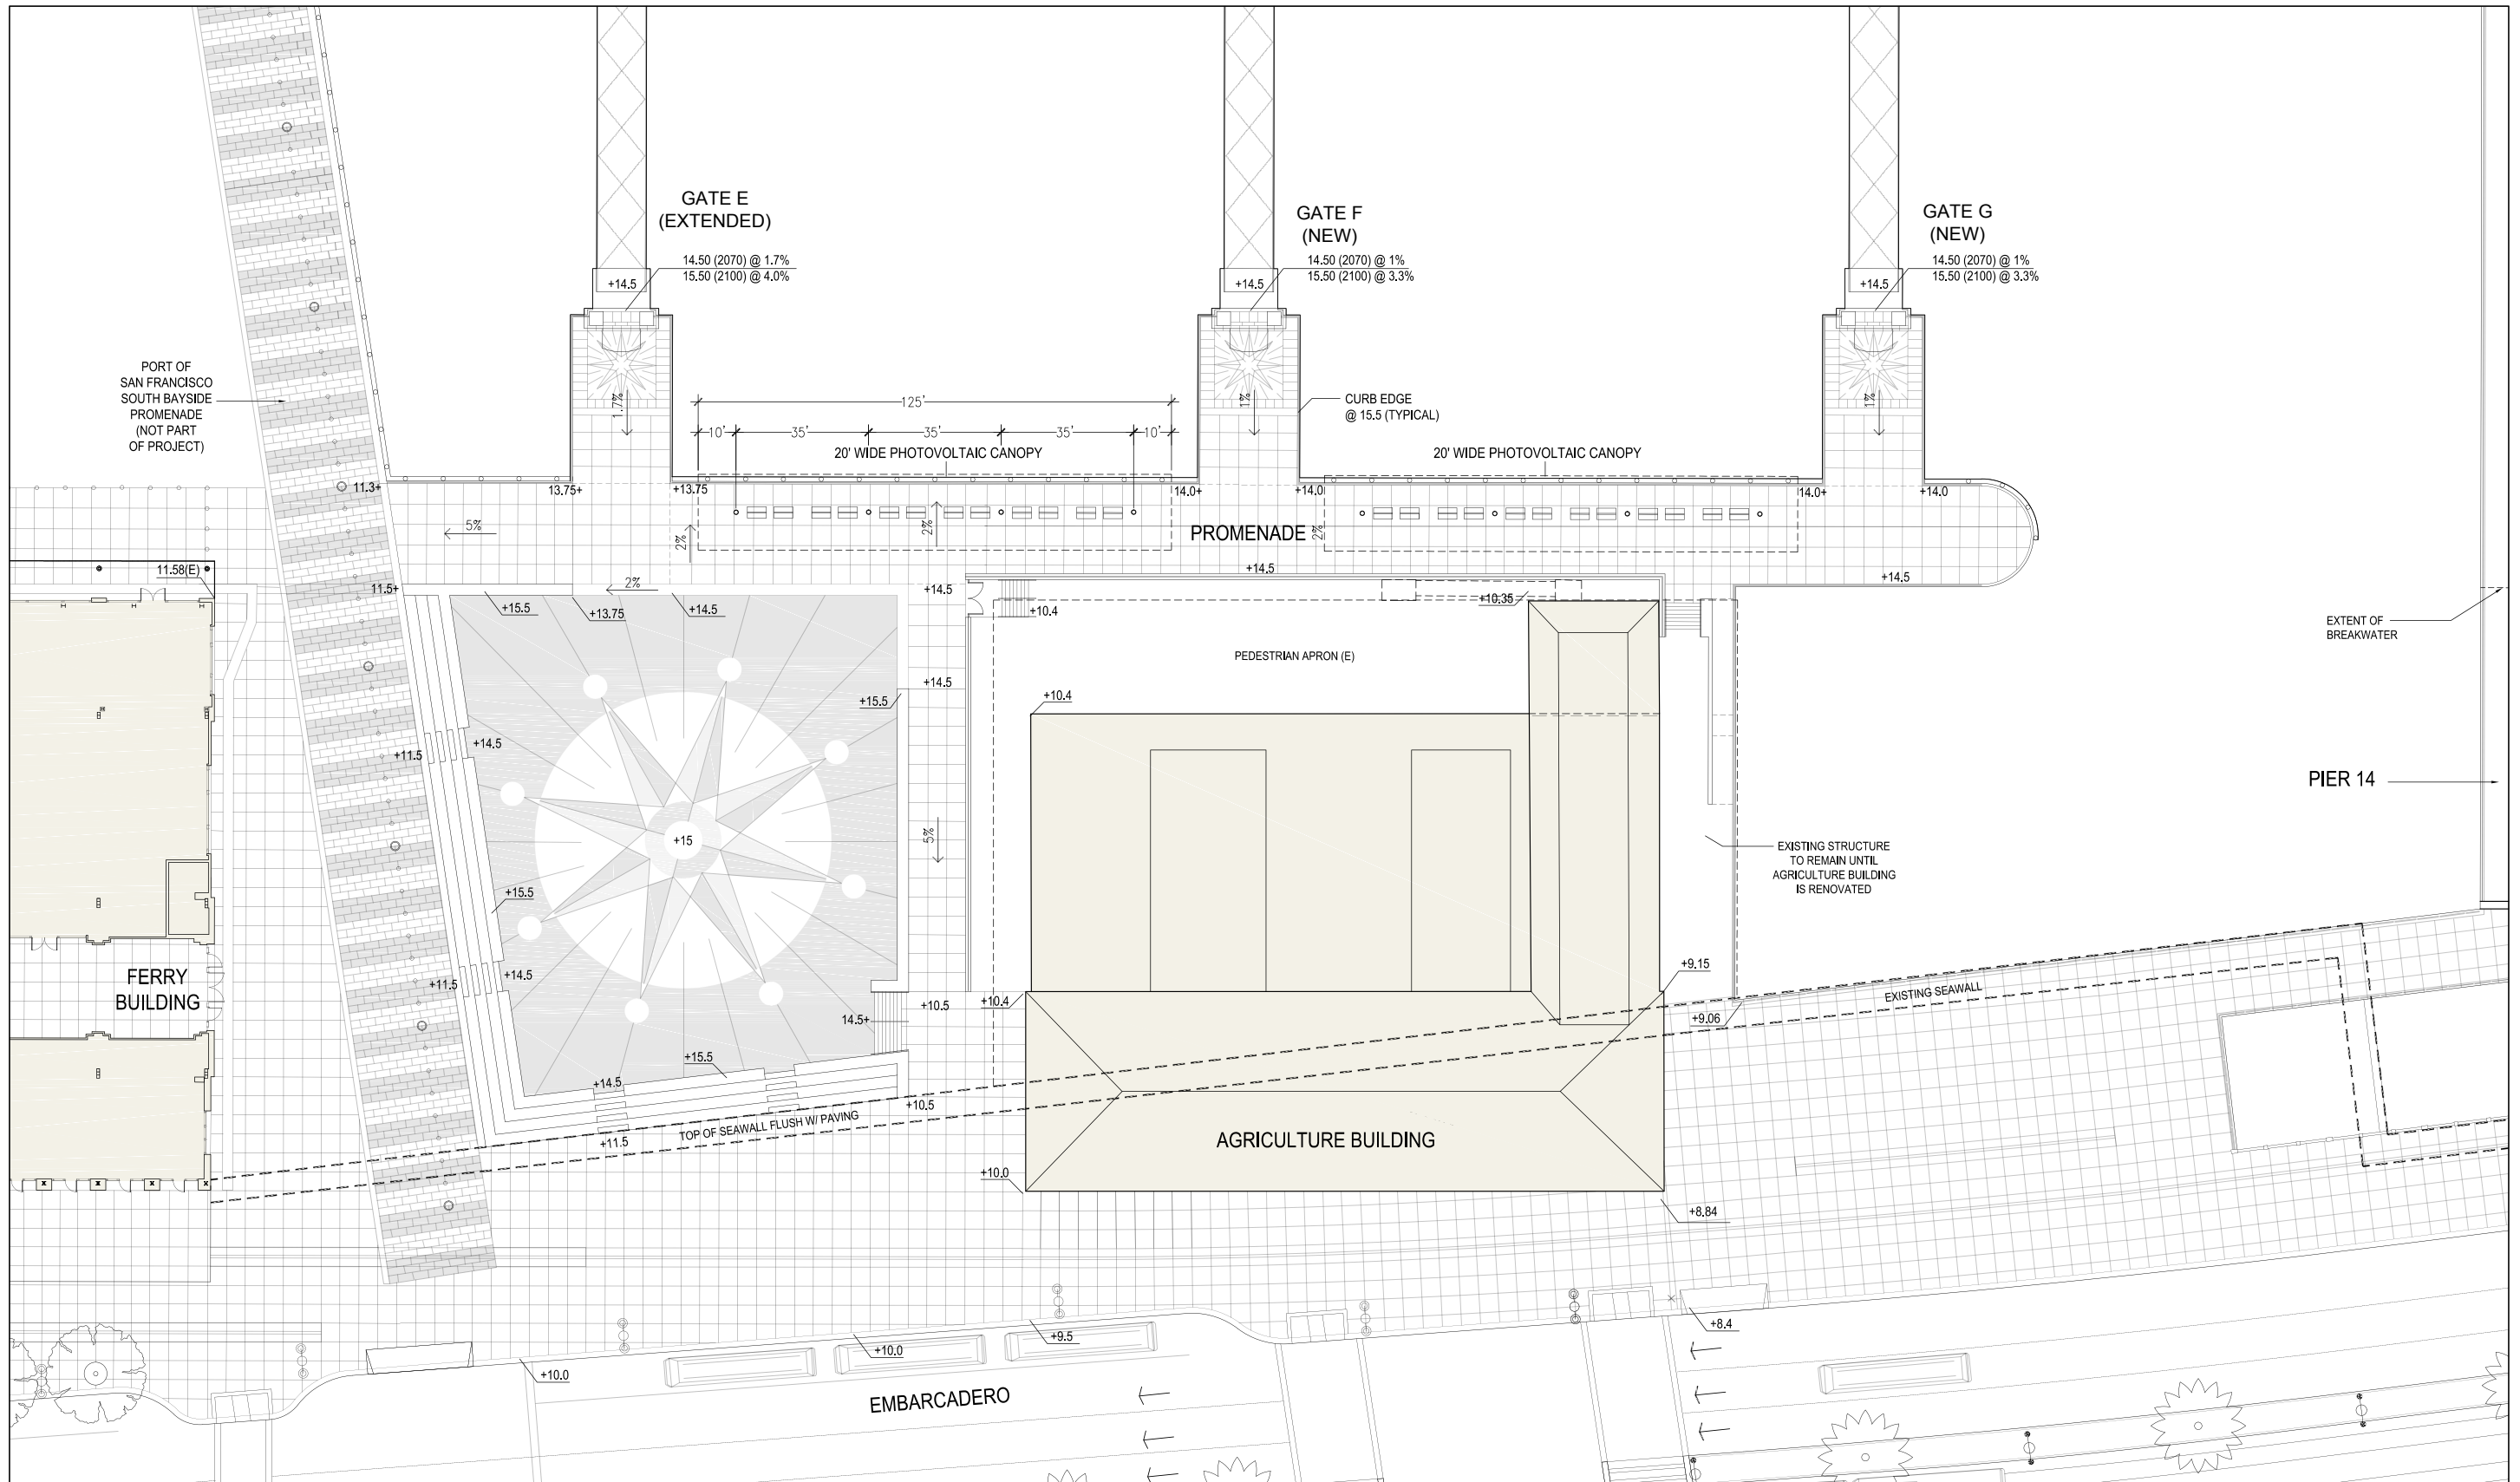 GATE E
(EXTENDED)
14.50 (2070) @ 1.7%
15.50 (2100) @ 4.0%
+14.5
GATE F
(NEW)
14.50 (2070) @ 1%
15.50 (2100) @ 3.3%
+14.5
GATE G
(NEW)
14.50 (2070) @ 1%
15.50 (2100) @ 3.3%
+14.5
PORT OF
SAN FRANCISCO
SOUTH BAYSIDE
PROMENADE
(NOT PART
OF PROJECT)
1.7%
1%
1%
CURB EDGE
@ 15.5 (TYPICAL)
125'
10'
35'
35'
35'
10'
20' WIDE PHOTOVOLTAIC CANOPY
20' WIDE PHOTOVOLTAIC CANOPY
11.3+
13.75+
+13.75
14.0+
+14.0
14.0+
+14.0
5%
2%
2%
PROMENADE
2%
11.58(E)
11.5+
2%
+15.5
+13.75
+14.5
+14.5
+14.5
+14.5
+10.4
+10.35
EXTENT OF
BREAKWATER
PEDESTRIAN APRON (E)
+14.5
+15.5
+10.4
+14.5
+11.5
PIER 14
+15
5%
EXISTING STRUCTURE
TO REMAIN UNTIL
AGRICULTURE BUILDING
IS RENOVATED
+15.5
FERRY
BUILDING
+14.5
+11.5
+9.15
EXISTING SEAWALL
+10.5
+10.4
14.5+
+9.06
+15.5
+14.5
+10.5
TOP OF SEAWALL FLUSH W/ PAVING
+11.5
AGRICULTURE BUILDING
+10.0
+8.84
+8.4
+9.5
+10.0
+10.0
EMBARCADERO